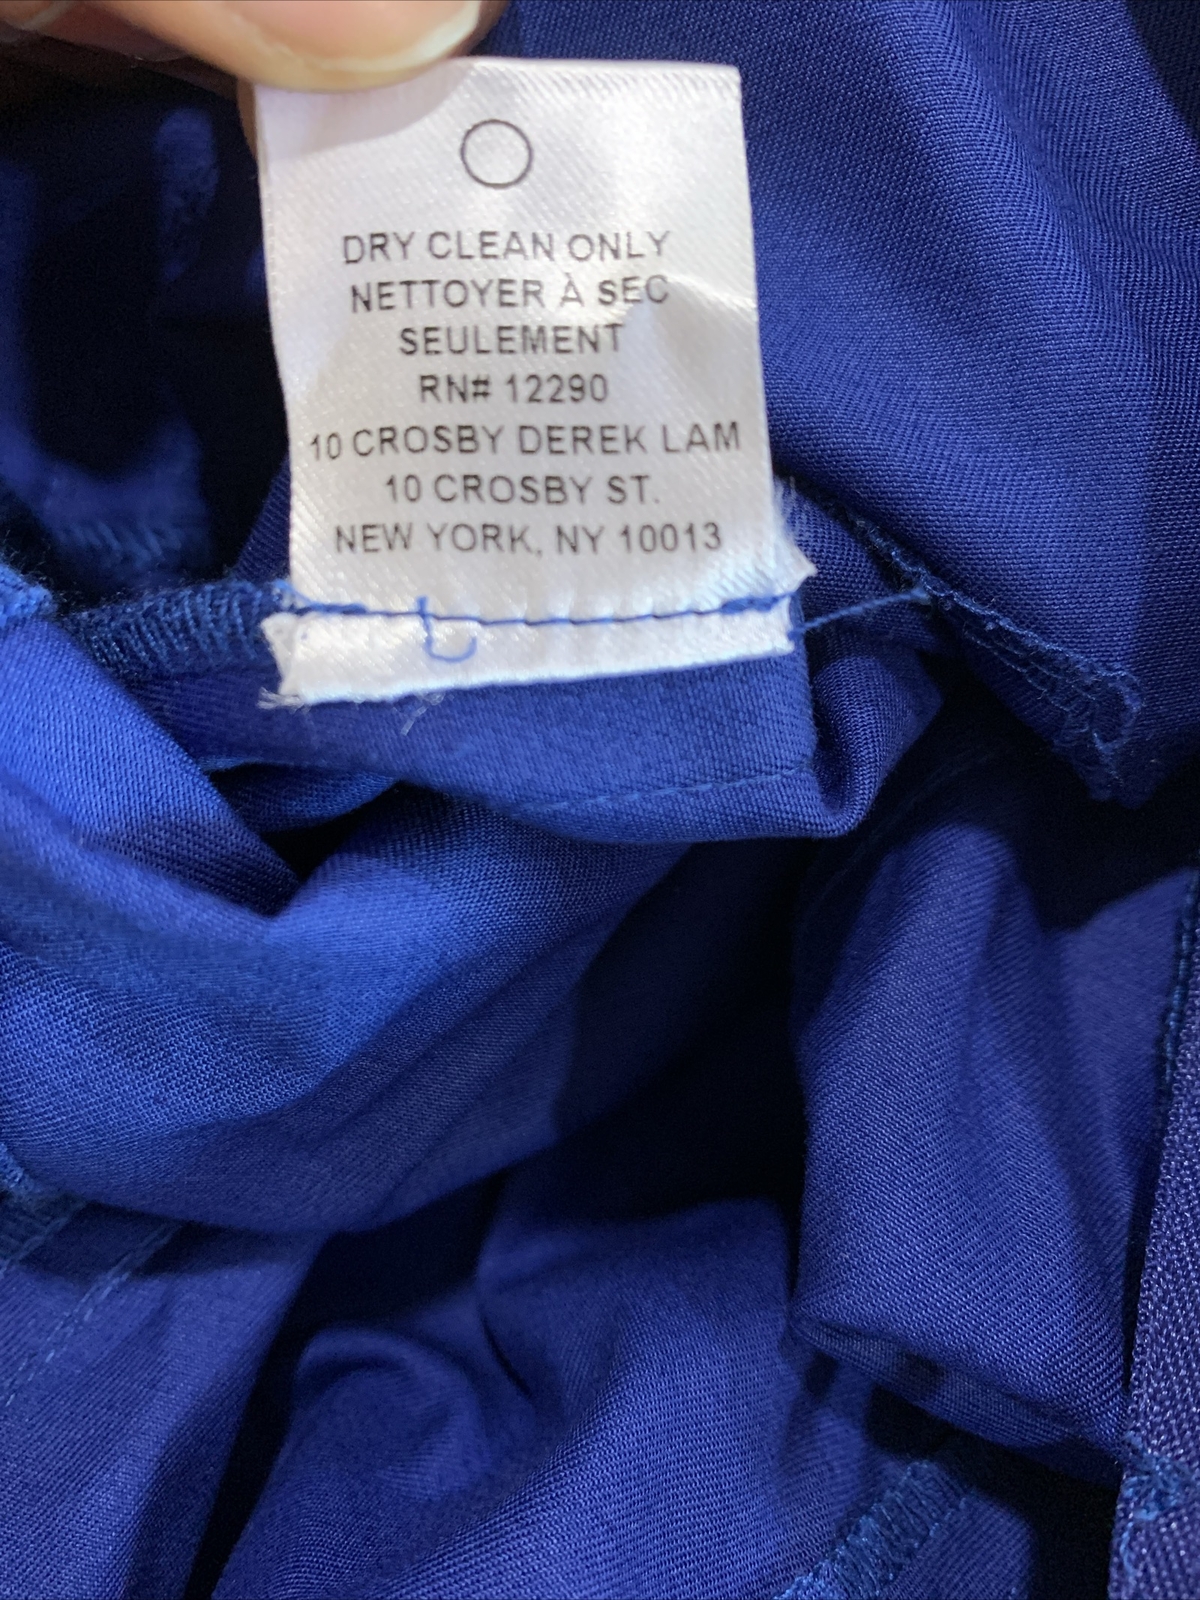 DRY CLEAN ONLY
NETTOYER À SEC
SEULEMENT
RN# 12290
10 CROSBY DEREK LAM
10 CROSBY ST.
NEW YORK, NY 10013